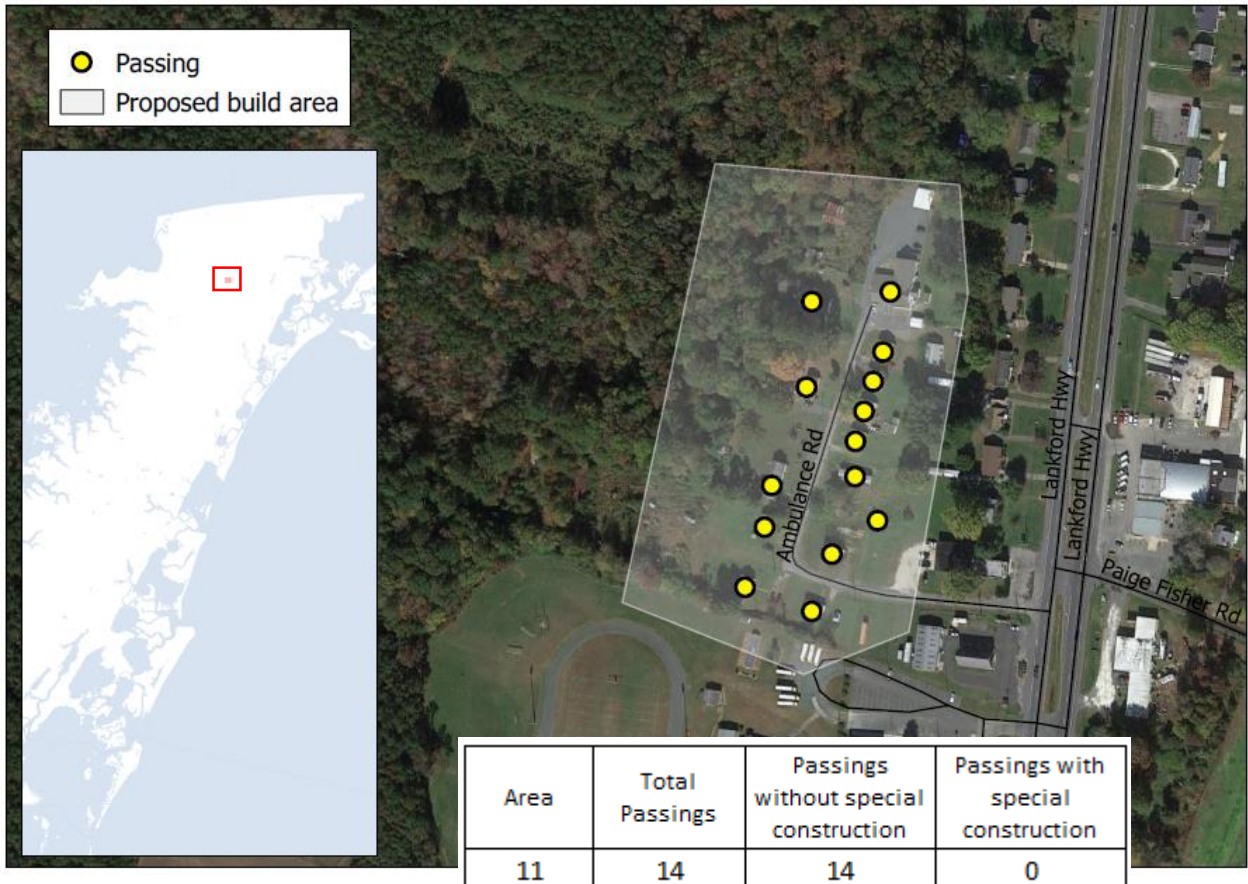 Passing
Proposed build area
Ambulance Rd
Lankford Hwy
Lankford Hwy
Paige Fisher Rd
Area
Total
Passings
Passings
without special
construction
Passings with
special
construction
11
14
14
0